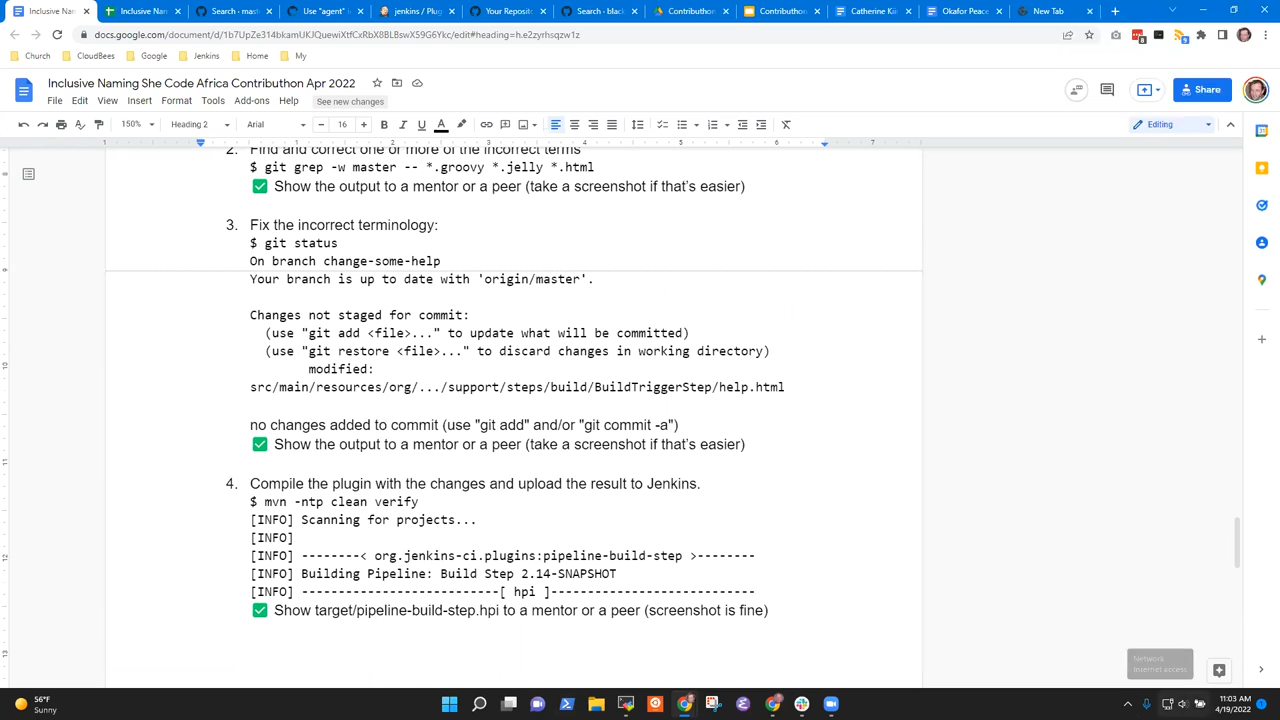 Inclusive Nam
Inclusive Nam
Search · mast
Use "agent" i
jenkins / Plug
Your Reposito
Search · black
Contributhon
Contributhon
Catherine Kii
Okafor Peace
New Tab
docs.google.com/document/d/1b7UpZe314bkamUKJQuewiXtfCxRbX8BLBswX59G6Ykc/edit#heading=h.e2zyrhsqzw1z
Church
CloudBees
Google
Jenkins
Home
My
Inclusive Naming She Code Africa Contributhon Apr 2022
File Edit View Insert Format Tools Add-ons Help See new changes
Share
150% Heading 2 Arial 16 Editing
2. Find and correct one or more of the incorrect terms
$ git grep -w master -- *.groovy *.jelly *.html
✅ Show the output to a mentor or a peer (take a screenshot if that's easier)
3. Fix the incorrect terminology:
$ git status
On branch change-some-help
Your branch is up to date with 'origin/master'.
Changes not staged for commit:
(use "git add <file>..." to update what will be committed)
(use "git restore <file>..." to discard changes in working directory)
modified:
src/main/resources/org/.../support/steps/build/BuildTriggerStep/help.html
no changes added to commit (use "git add" and/or "git commit -a")
✅ Show the output to a mentor or a peer (take a screenshot if that's easier)
4. Compile the plugin with the changes and upload the result to Jenkins.
$ mvn -ntp clean verify
[INFO] Scanning for projects...
[INFO]
[INFO] --------< org.jenkins-ci.plugins:pipeline-build-step >--------
[INFO] Building Pipeline: Build Step 2.14-SNAPSHOT
[INFO] ---------------------------[ hpi ]----------------------------
✅ Show target/pipeline-build-step.hpi to a mentor or a peer (screenshot is fine)
Network
Internet access
56°F
Sunny
11:03 AM
4/19/2022